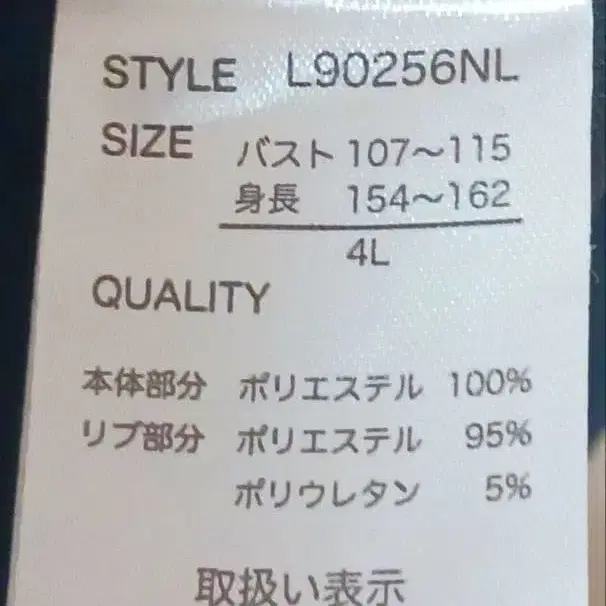 STYLE L90256NL
SIZE バスト 107～115
身長 154～162
4L
QUALITY
本体部分 ポリエステル 100%
リブ部分 ポリエステル 95%
ポリウレタン 5%
取扱い表示